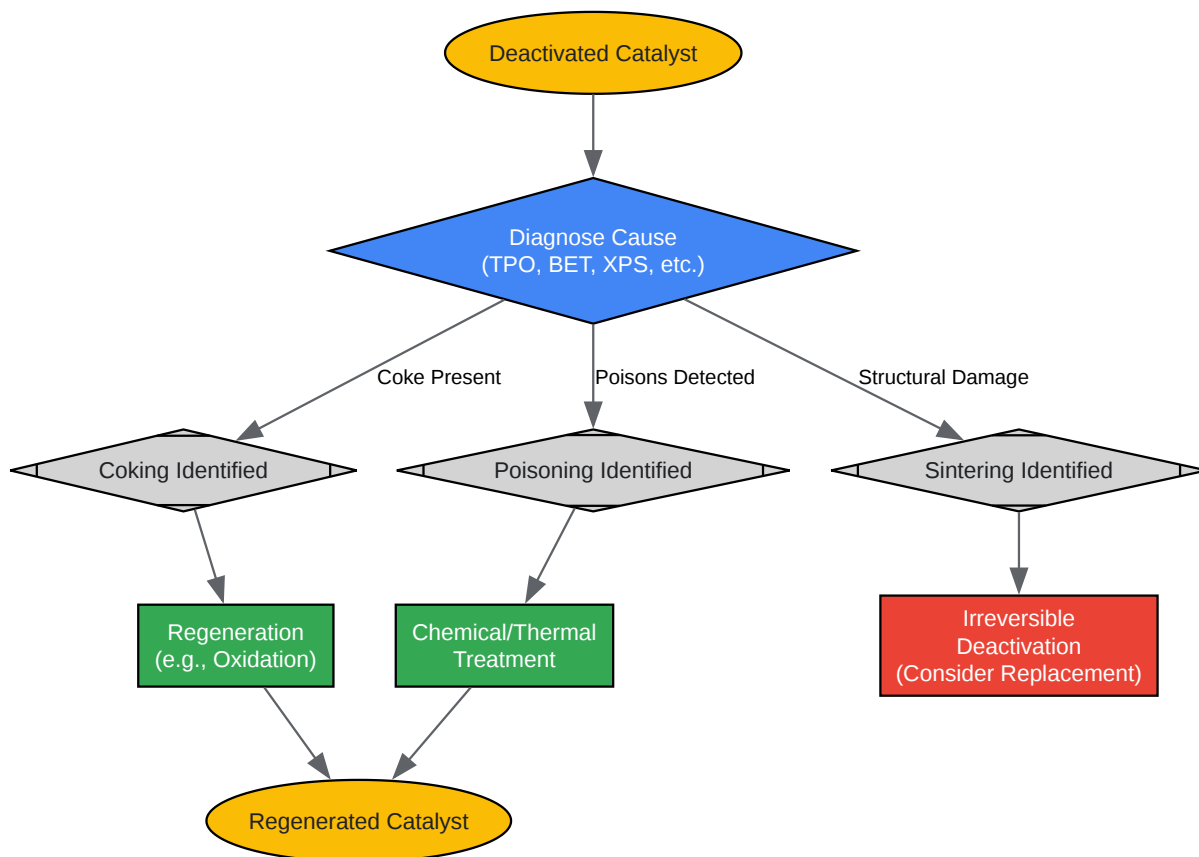 Deactivated Catalyst
Diagnose Cause
(TPO, BET, XPS, etc.)
Coke Present
Poisons Detected
Structural Damage
Coking Identified
Poisoning Identified
Sintering Identified
Regeneration
(e.g., Oxidation)
Chemical/Thermal
Treatment
Irreversible
Deactivation
(Consider Replacement)
Regenerated Catalyst